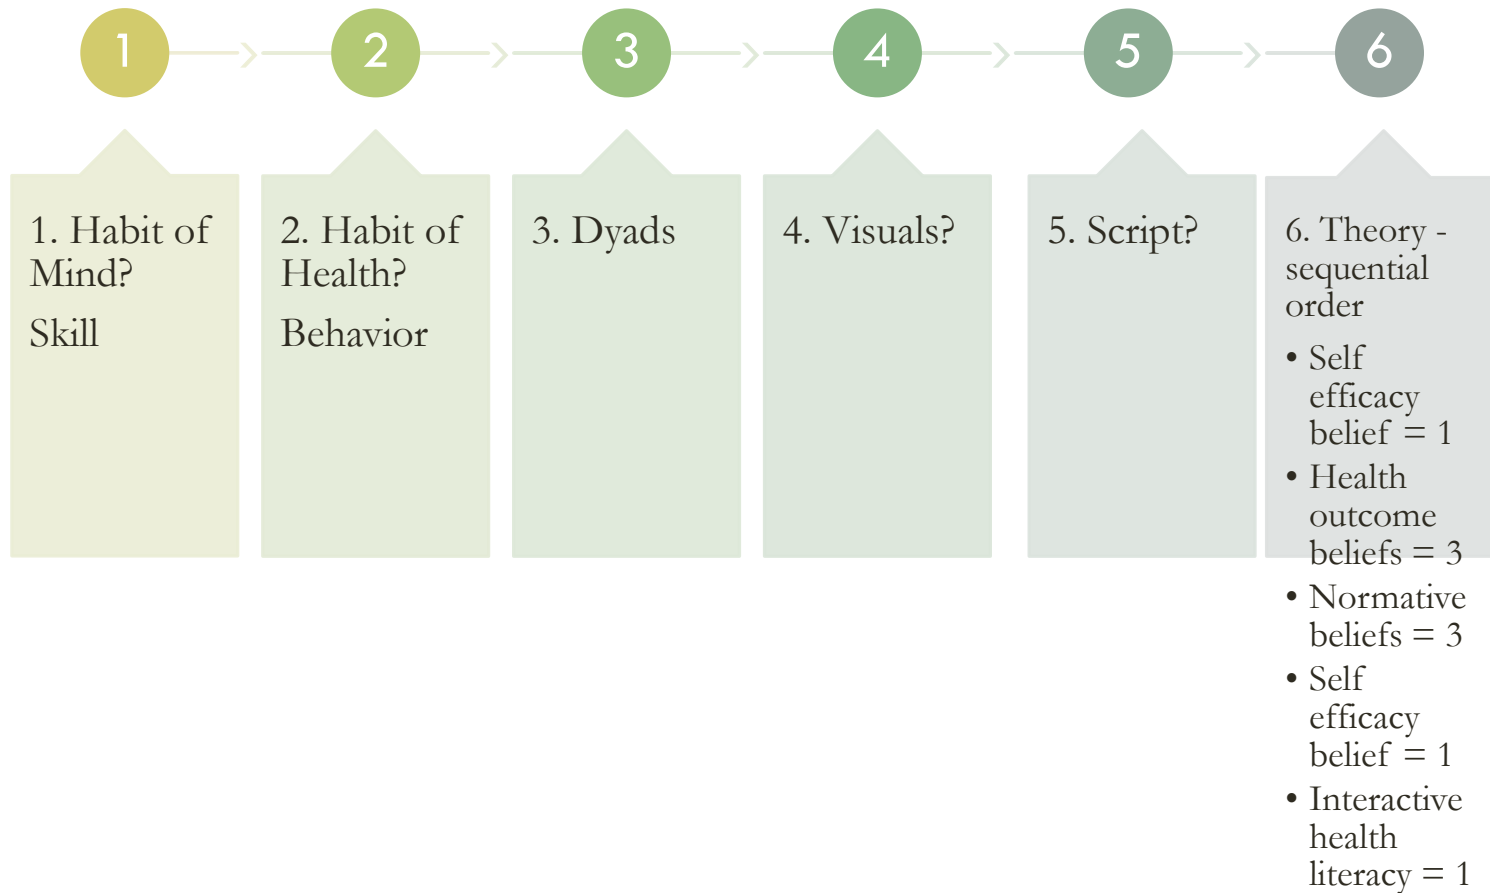 1
2
3
4
5
6
1. Habit of
Mind?
Skill
2. Habit of
Health?
Behavior
3. Dyads
4. Visuals?
5. Script?
6. Theory -
sequential
order
• Self
efficacy
belief = 1
• Health
outcome
beliefs = 3
• Normative
beliefs = 3
• Self
efficacy
belief = 1
• Interactive
health
literacy = 1